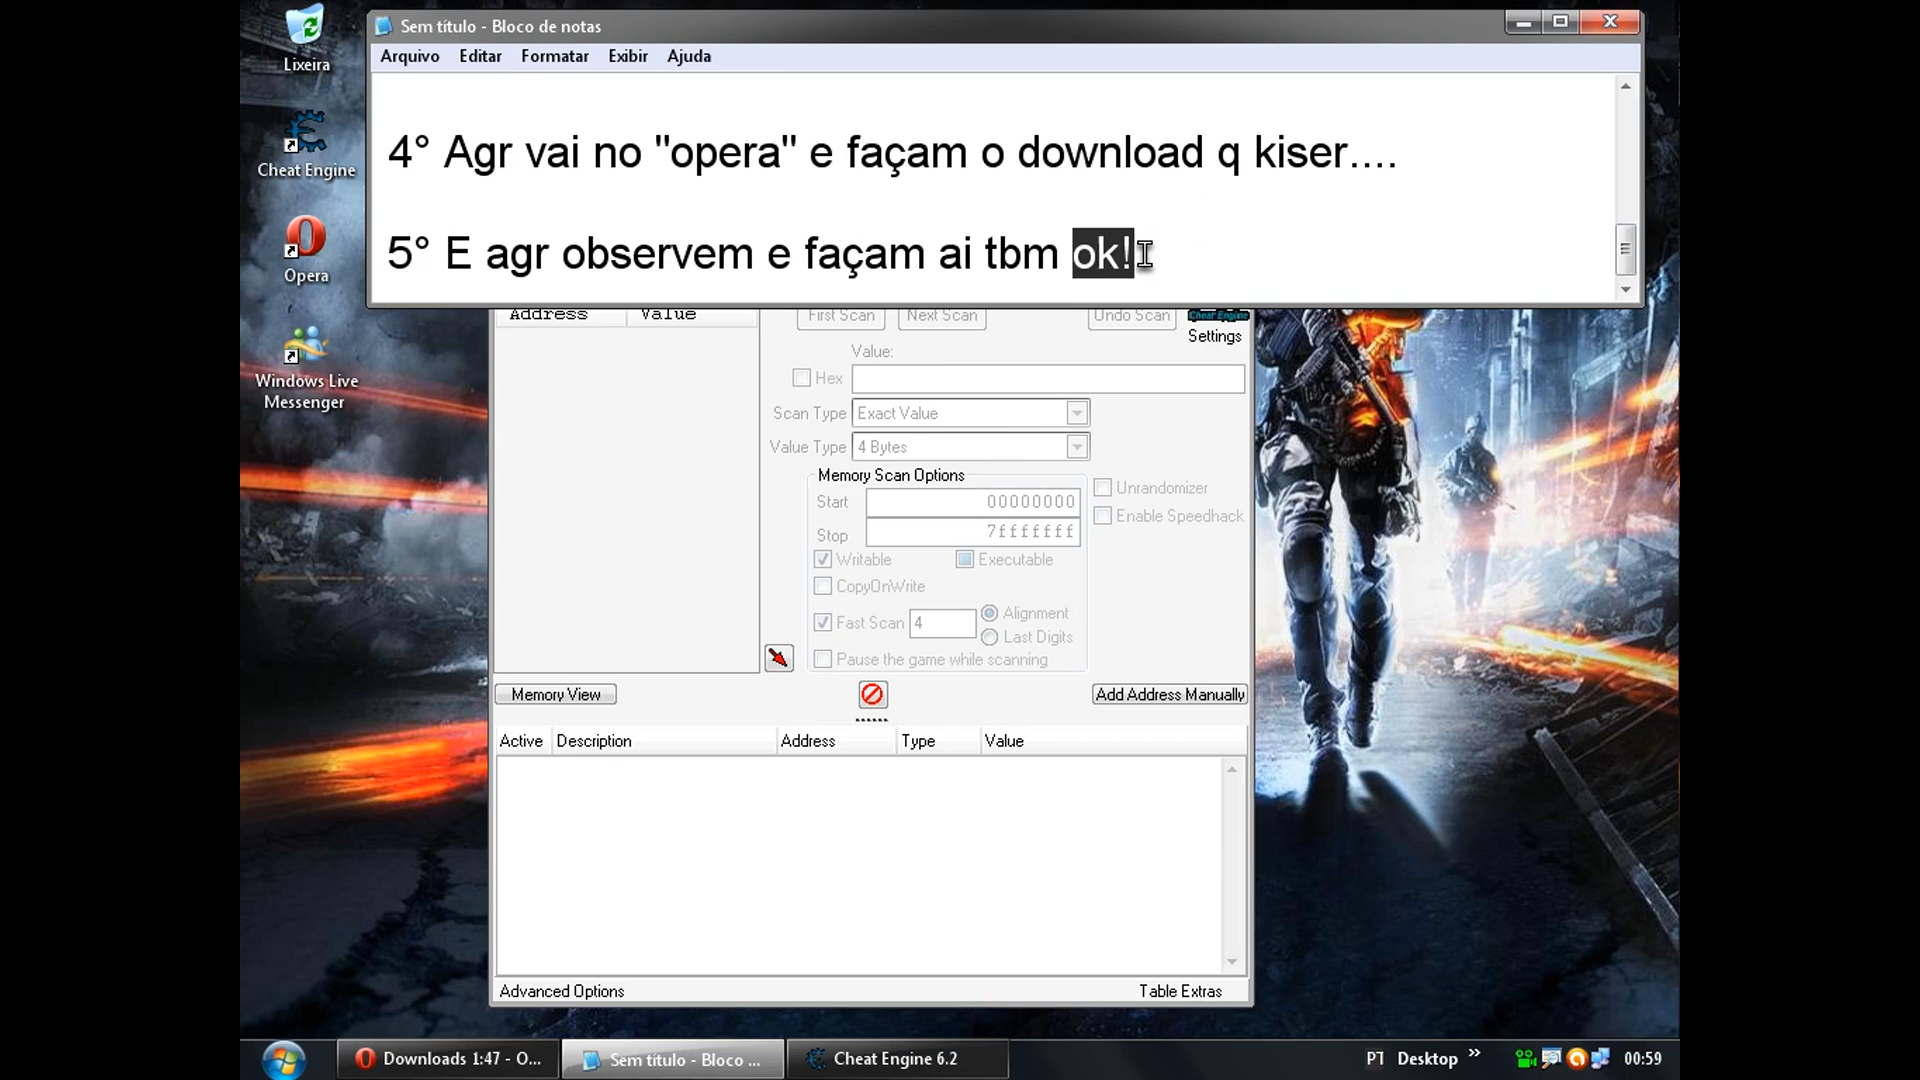 Lixeira
Cheat Engine
Opera
Windows Live
Messenger
Sem título - Bloco de notas
Arquivo Editar Formatar Exibir Ajuda
4° Agr vai no "opera" e façam o download q kiser....
5° E agr observem e façam ai tbm ok!
Address Value
First Scan Next Scan Undo Scan
Cheat Engine
Settings
Value:
Hex
Scan Type Exact Value
Value Type 4 Bytes
Memory Scan Options
Start 00000000
Stop 7fffffff
Unrandomizer
Enable Speedhack
Writable Executable
CopyOnWrite
Fast Scan 4 Alignment
Last Digits
Pause the game while scanning
Memory View Add Address Manually
Active Description Address Type Value
Advanced Options Table Extras
Downloads 1:47 - O... Sem título - Bloco ... Cheat Engine 6.2 PT Desktop » 00:59